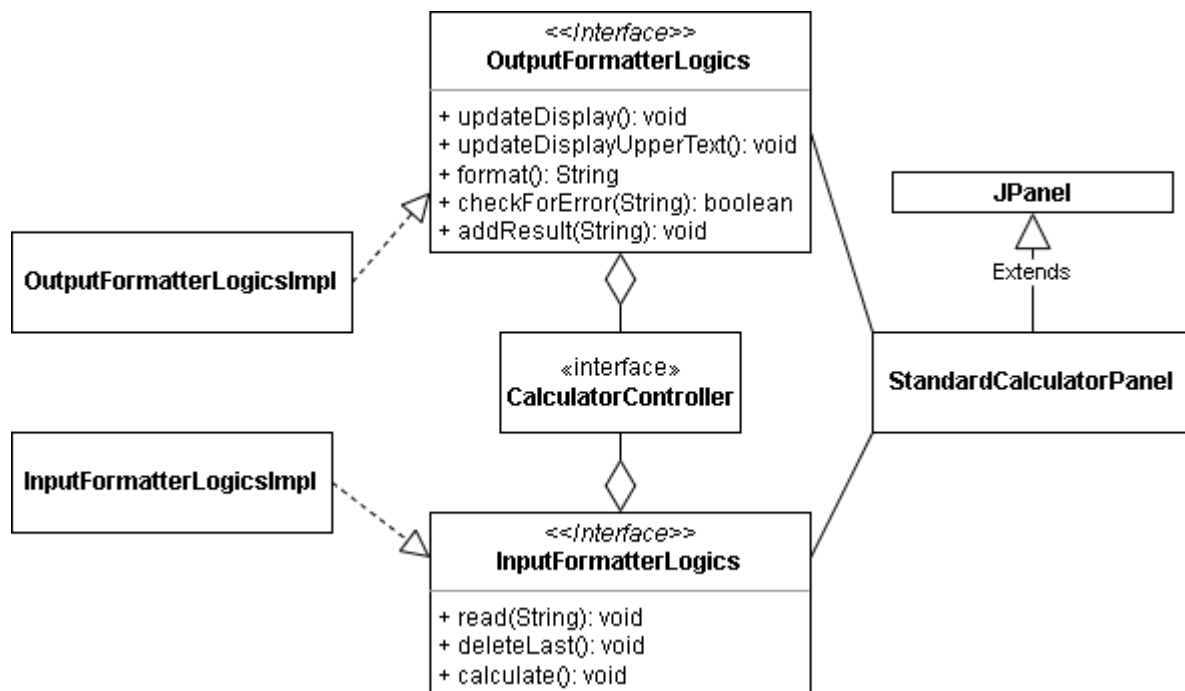 <<Interface>>
OutputFormatterLogics
+ updateDisplay(): void
+ updateDisplayUpperText(): void
+ format(): String
+ checkForError(String): boolean
+ addResult(String): void
JPanel
Extends
OutputFormatterLogicsImpl
«interface»
CalculatorController
StandardCalculatorPanel
InputFormatterLogicsImpl
<<Interface>>
InputFormatterLogics
+ read(String): void
+ deleteLast(): void
+ calculate(): void